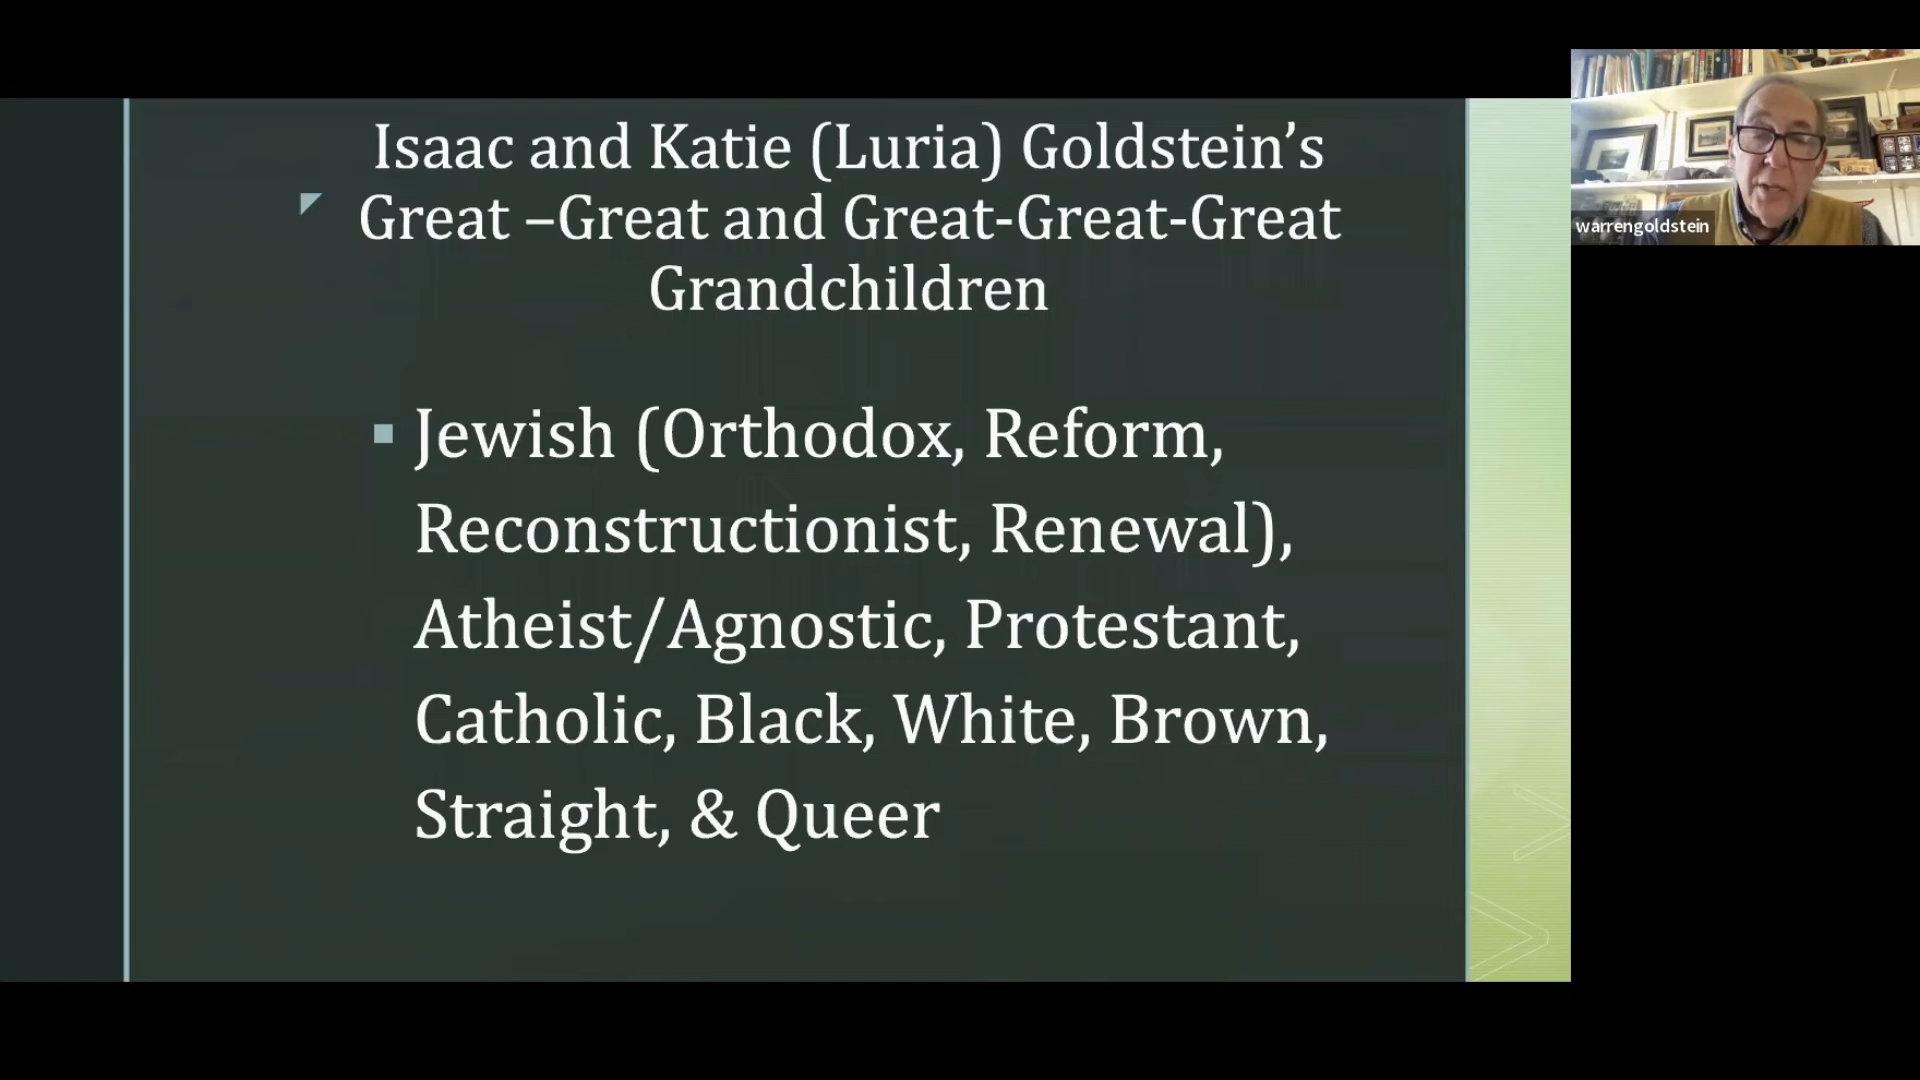 Isaac and Katie (Luria) Goldstein’s
Great –Great and Great-Great-Great
Grandchildren
Jewish (Orthodox, Reform,
Reconstructionist, Renewal),
Atheist/Agnostic, Protestant,
Catholic, Black, White, Brown,
Straight, & Queer
warrengoldstein